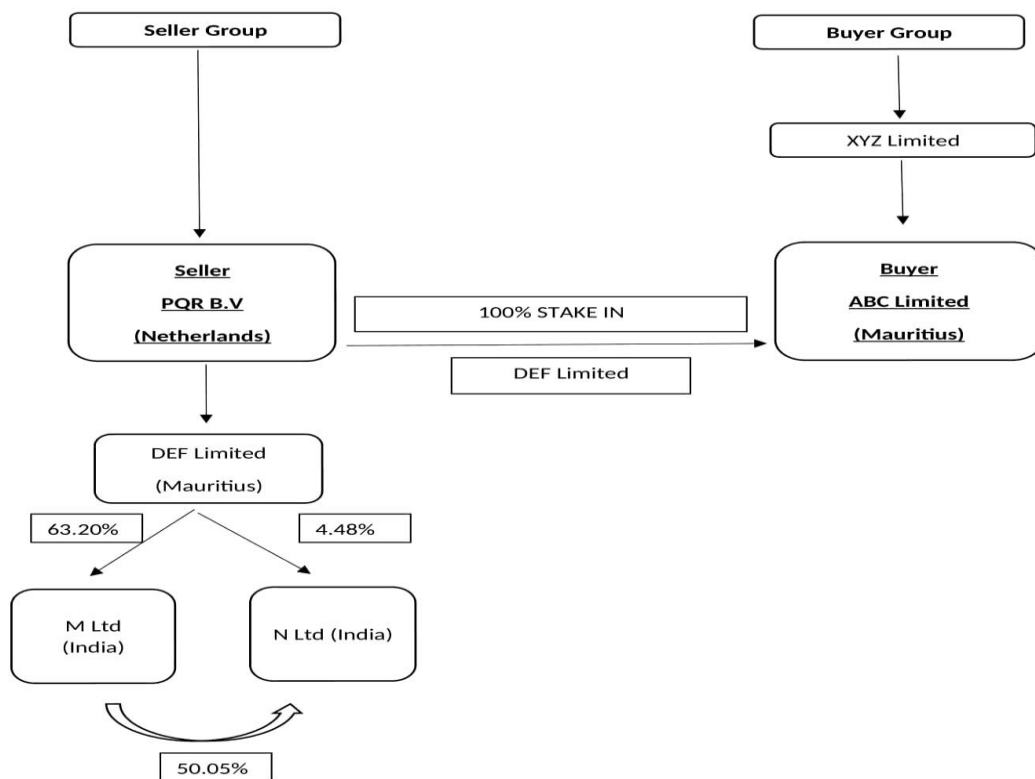 Seller Group
Buyer Group
XYZ Limited
Seller
PQR B.V
(Netherlands)
100% STAKE IN
DEF Limited
Buyer
ABC Limited
(Mauritius)
DEF Limited
(Mauritius)
63.20%
4.48%
M Ltd
(India)
N Ltd (India)
50.05%